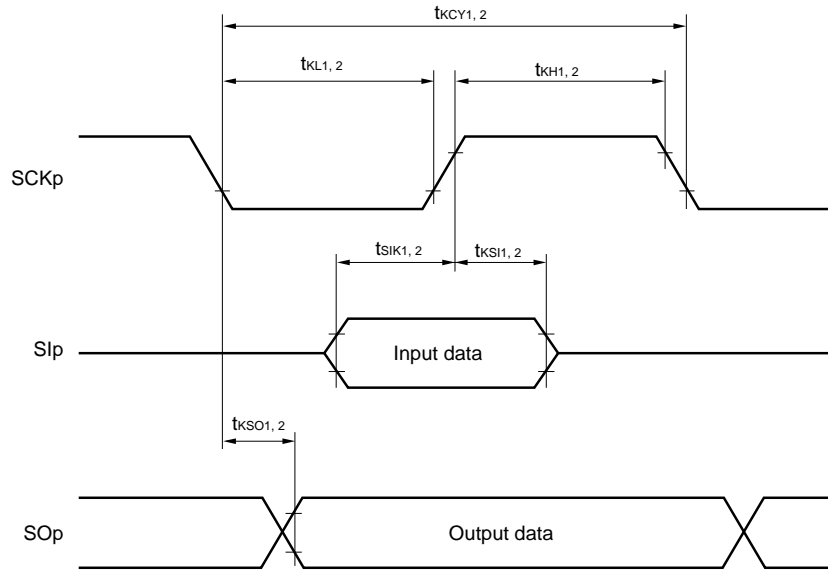 tKCY1, 2
tKL1, 2
tKH1, 2
SCKp
tSIK1, 2
tKSI1, 2
SIp
Input data
tKSO1, 2
SOp
Output data